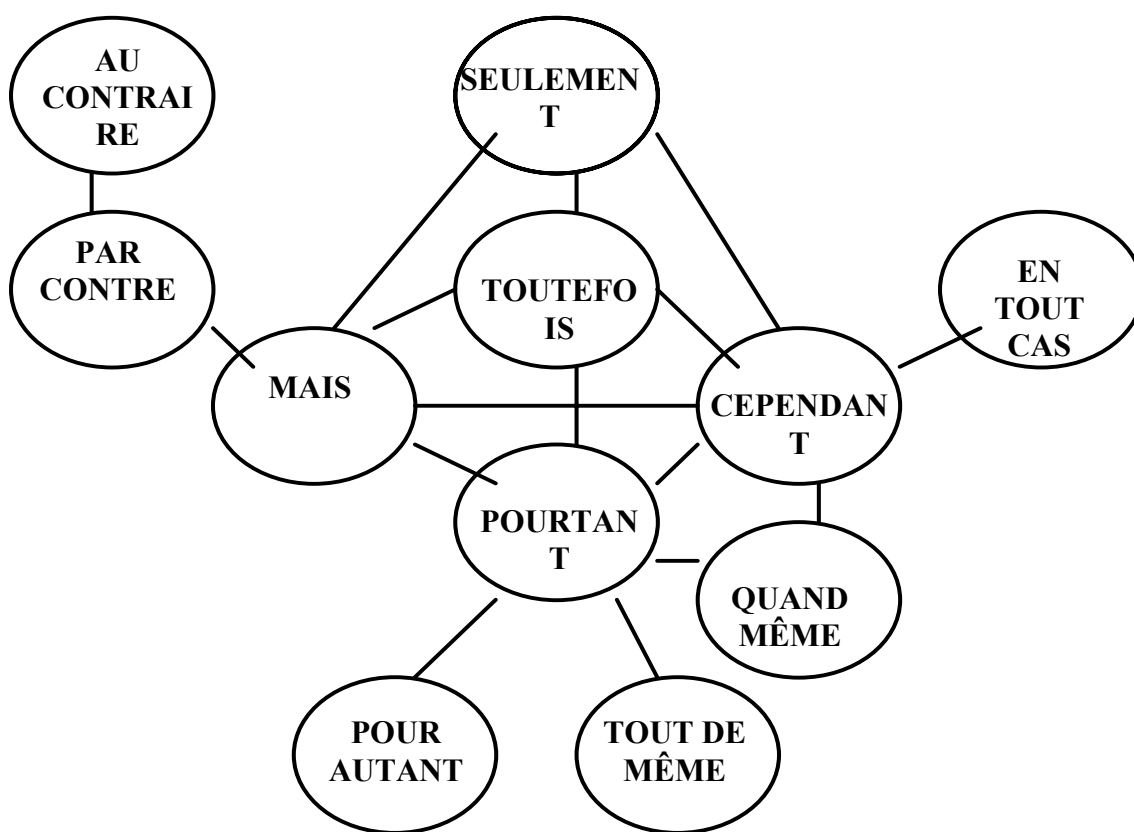 AU
CONTRAI
RE
SEULEMEN
T
PAR
CONTRE
TOUTEFO
IS
EN
TOUT
CAS
MAIS
CEPENDAN
T
POURTAN
T
QUAND
MÊME
POUR
AUTANT
TOUT DE
MÊME